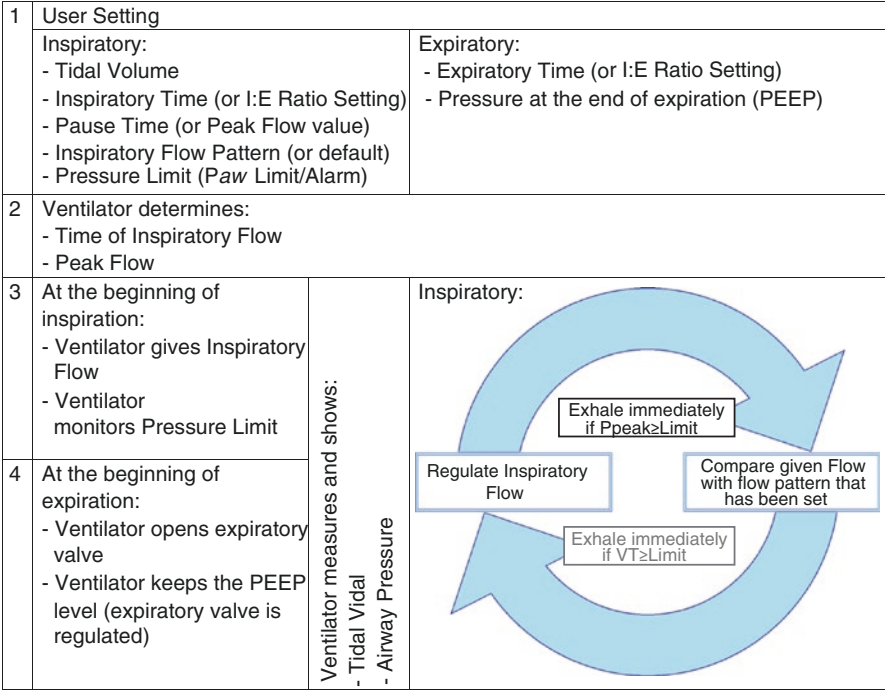 1 User Setting
Inspiratory:
- Tidal Volume
- Inspiratory Time (or I:E Ratio Setting)
- Pause Time (or Peak Flow value)
- Inspiratory Flow Pattern (or default)
- Pressure Limit (Paw Limit/Alarm)
Expiratory:
- Expiratory Time (or I:E Ratio Setting)
- Pressure at the end of expiration (PEEP)
2 Ventilator determines:
- Time of Inspiratory Flow
- Peak Flow
3 At the beginning of
inspiration:
- Ventilator gives Inspiratory
Flow
- Ventilator
monitors Pressure Limit
4 At the beginning of
expiration:
- Ventilator opens expiratory
valve
- Ventilator keeps the PEEP
level (expiratory valve is
regulated)
Ventilator measures and shows:
- Tidal Vidal
- Airway Pressure
Inspiratory:
Exhale immediately
if Ppeak≥Limit
Regulate Inspiratory
Flow
Compare given Flow
with flow pattern that
has been set
Exhale immediately
if VT≥Limit